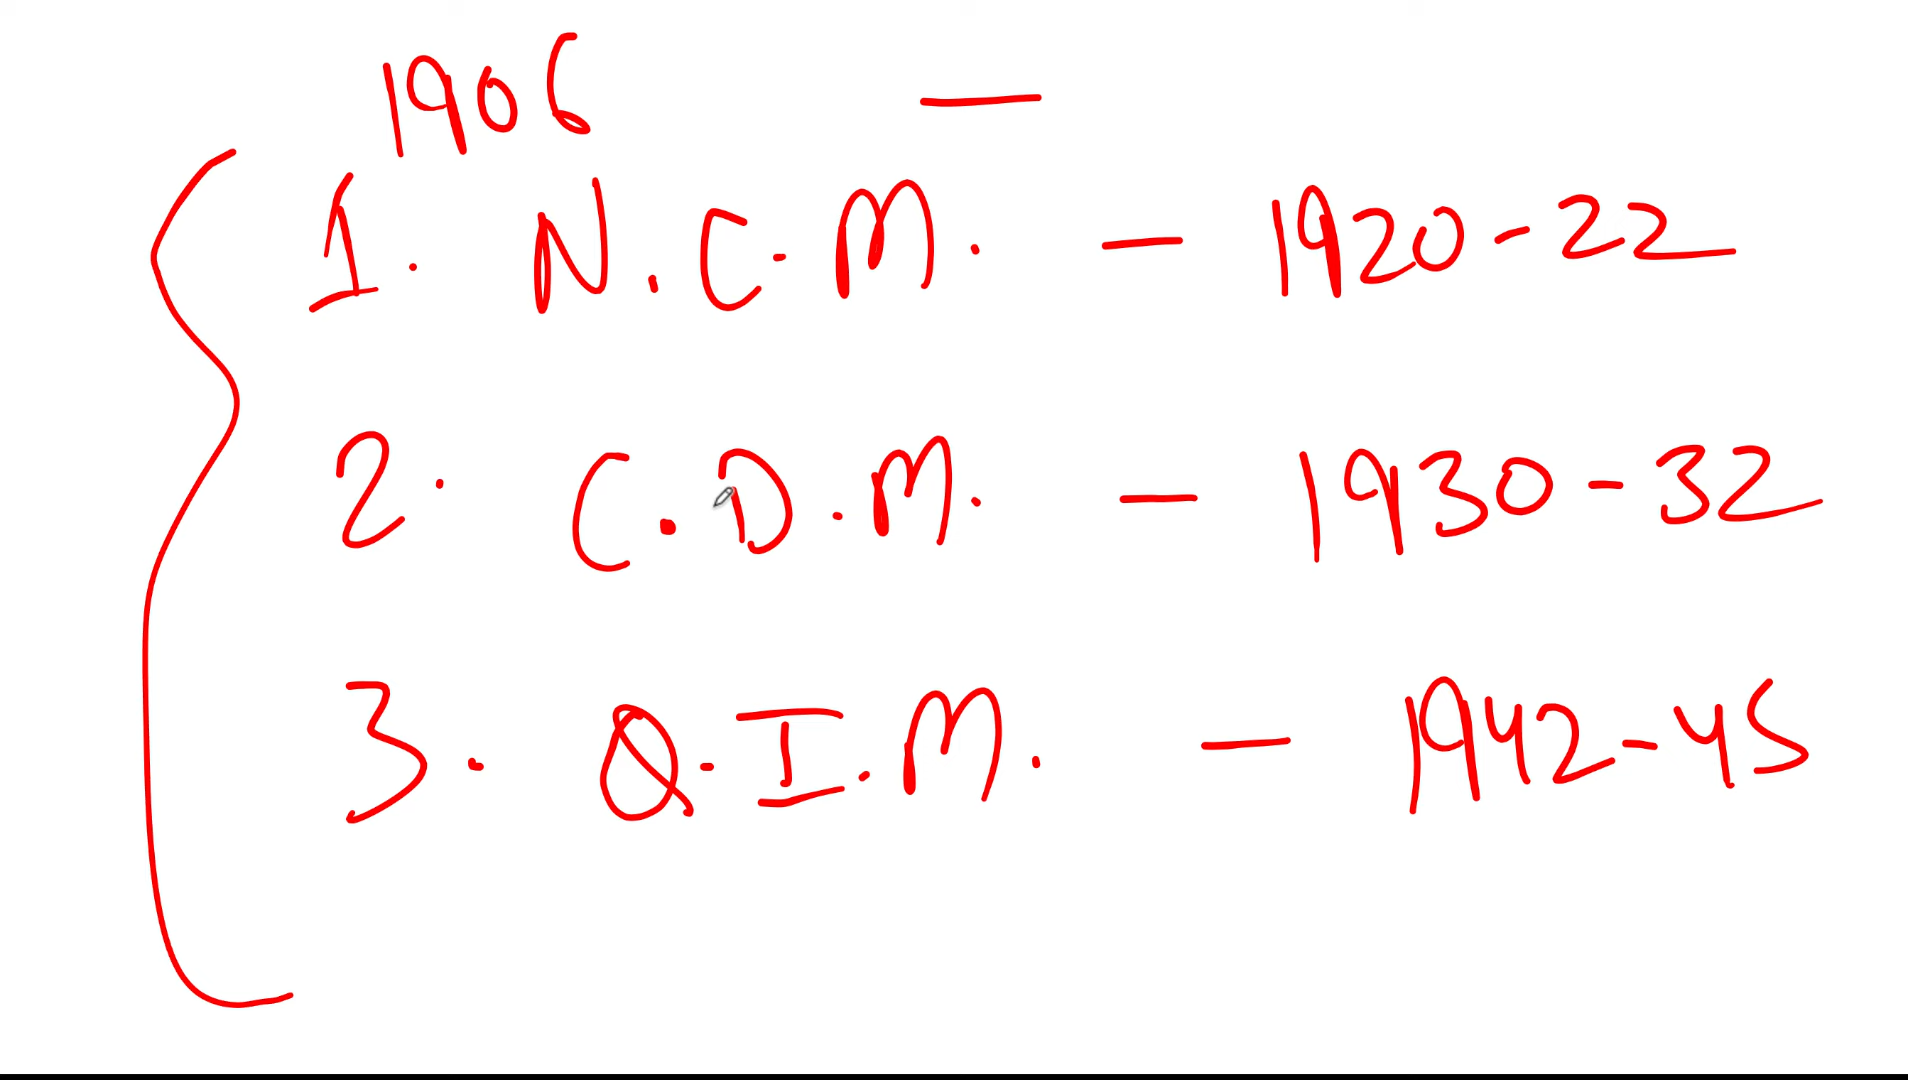 1906 —
1. N.C.M. — 1920-22
2. C.D.M. — 1930-32
3. Q.I.M. — 1942-45